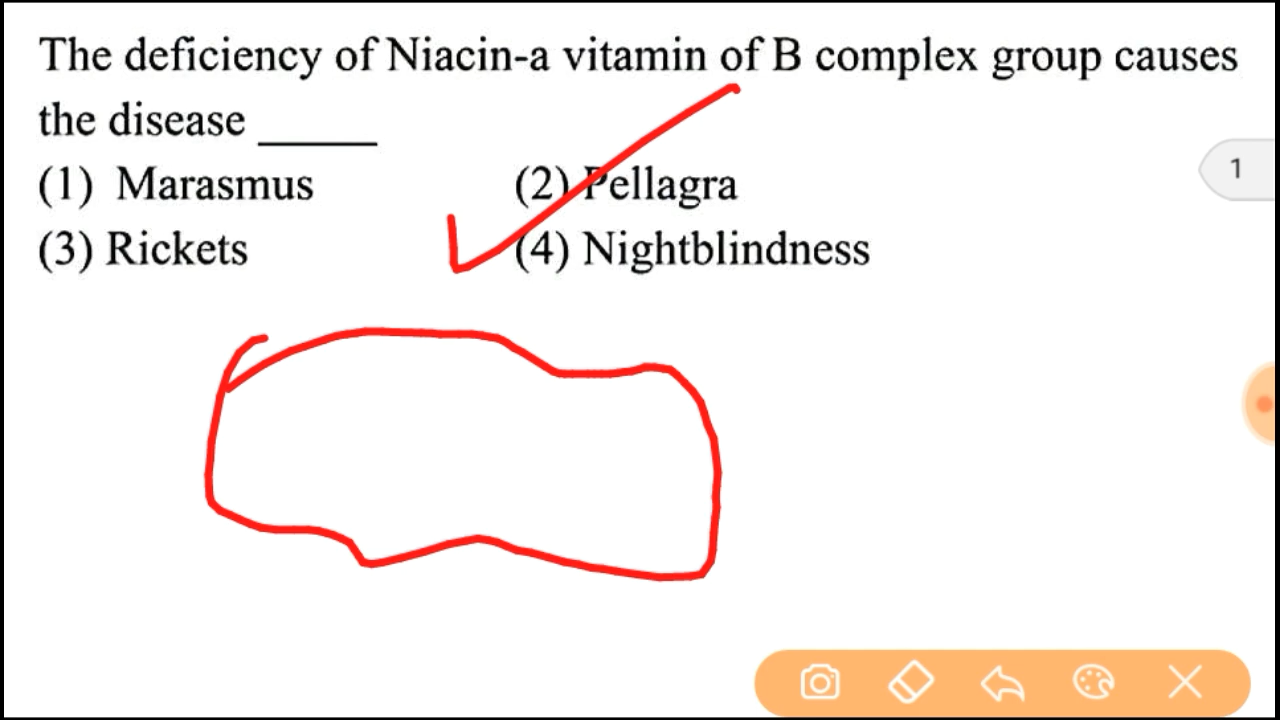 The deficiency of Niacin-a vitamin of B complex group causes
the disease _____
(1) Marasmus (2) Pellagra
(3) Rickets (4) Nightblindness
1